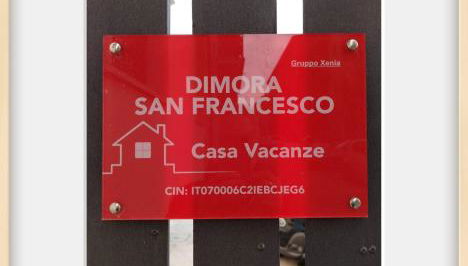 Gruppo Xenia
DIMORA
SAN FRANCESCO
Casa Vacanze
CIN: IT070006C2IEBCJEG6